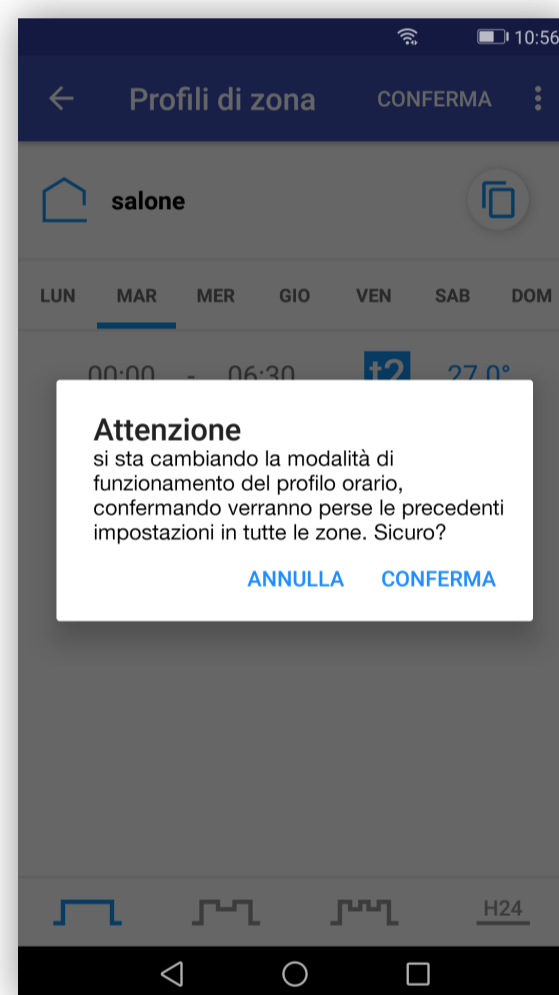 10:56
Profili di zona CONFERMA
salone
LUN MAR MER GIO VEN SAB DOM
00:00 - 06:30 t2 27.0°
Attenzione
si sta cambiando la modalità di
funzionamento del profilo orario,
confermando verranno perse le precedenti
impostazioni in tutte le zone. Sicuro?
ANNULLA CONFERMA
H24